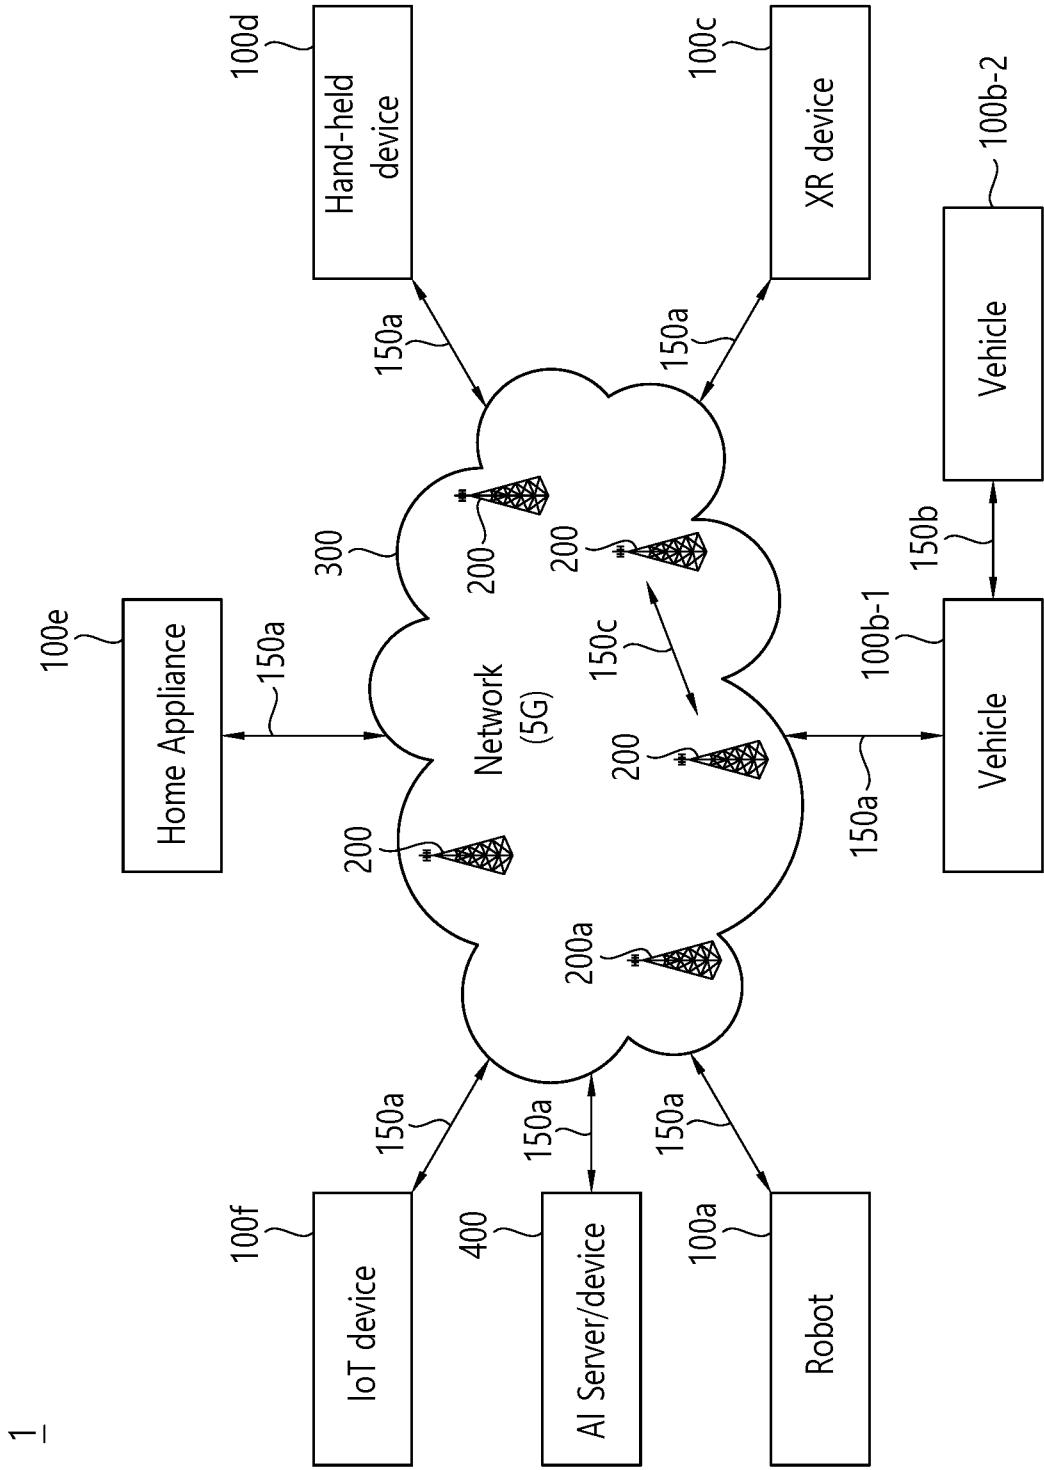 1
100e
Home Appliance
150a
100f
IoT device
150a
300
100d
Hand-held
device
150a
200
200
Network
(5G)
400
AI Server/device
150a
200a
200
150c
200
100a
Robot
150a
100c
XR device
150a
150a
100b-1
Vehicle
150b
100b-2
Vehicle